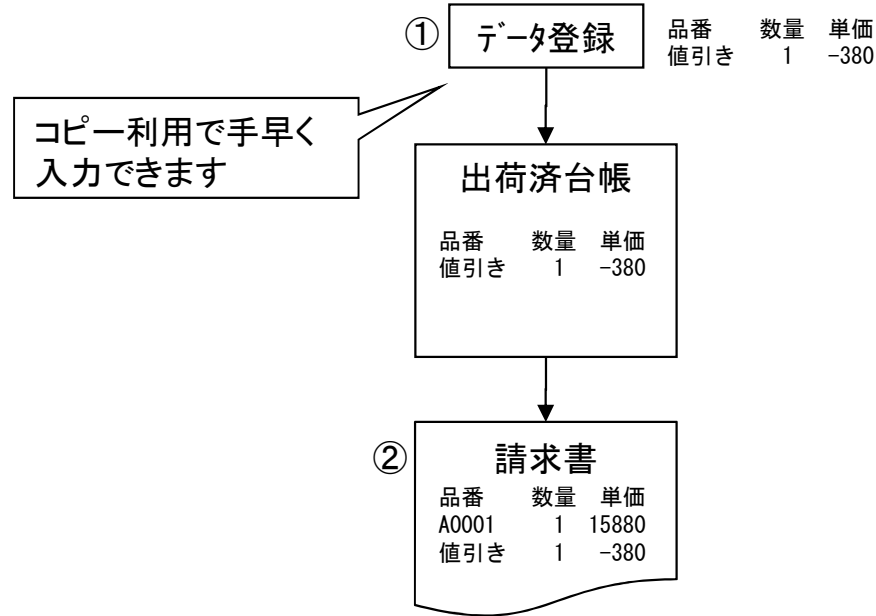 ① データ登録
品番 数量 単価
値引き 1 -380
コピー利用で手早く
入力できます
出荷済台帳
品番 数量 単価
値引き 1 -380
② 請求書
品番 数量 単価
A0001 1 15880
値引き 1 -380